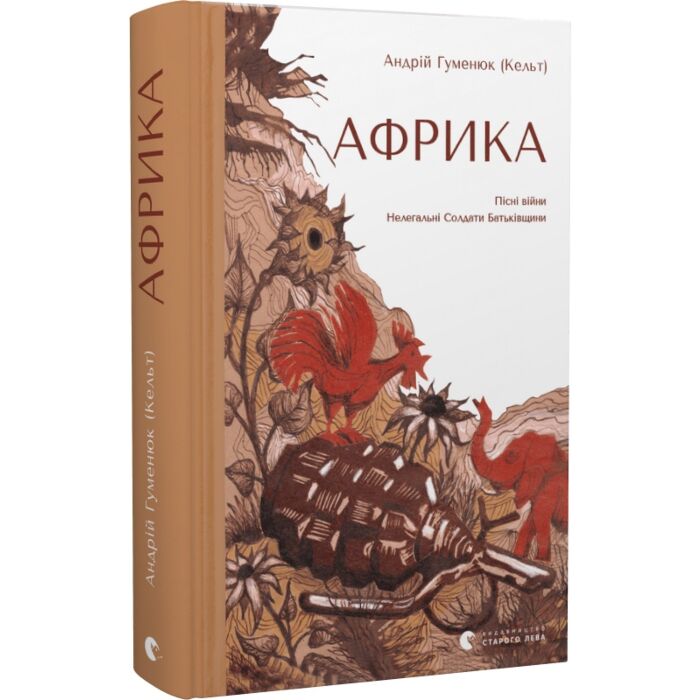 Андрій Гуменюк (Кельт)
АФРИКА
Пісні війни
Нелегальні Солдати Батьківщини
ВИДАВНИЦТВО
СТАРОГО ЛЕВА
АФРИКА
Андрій Гуменюк (Кельт)